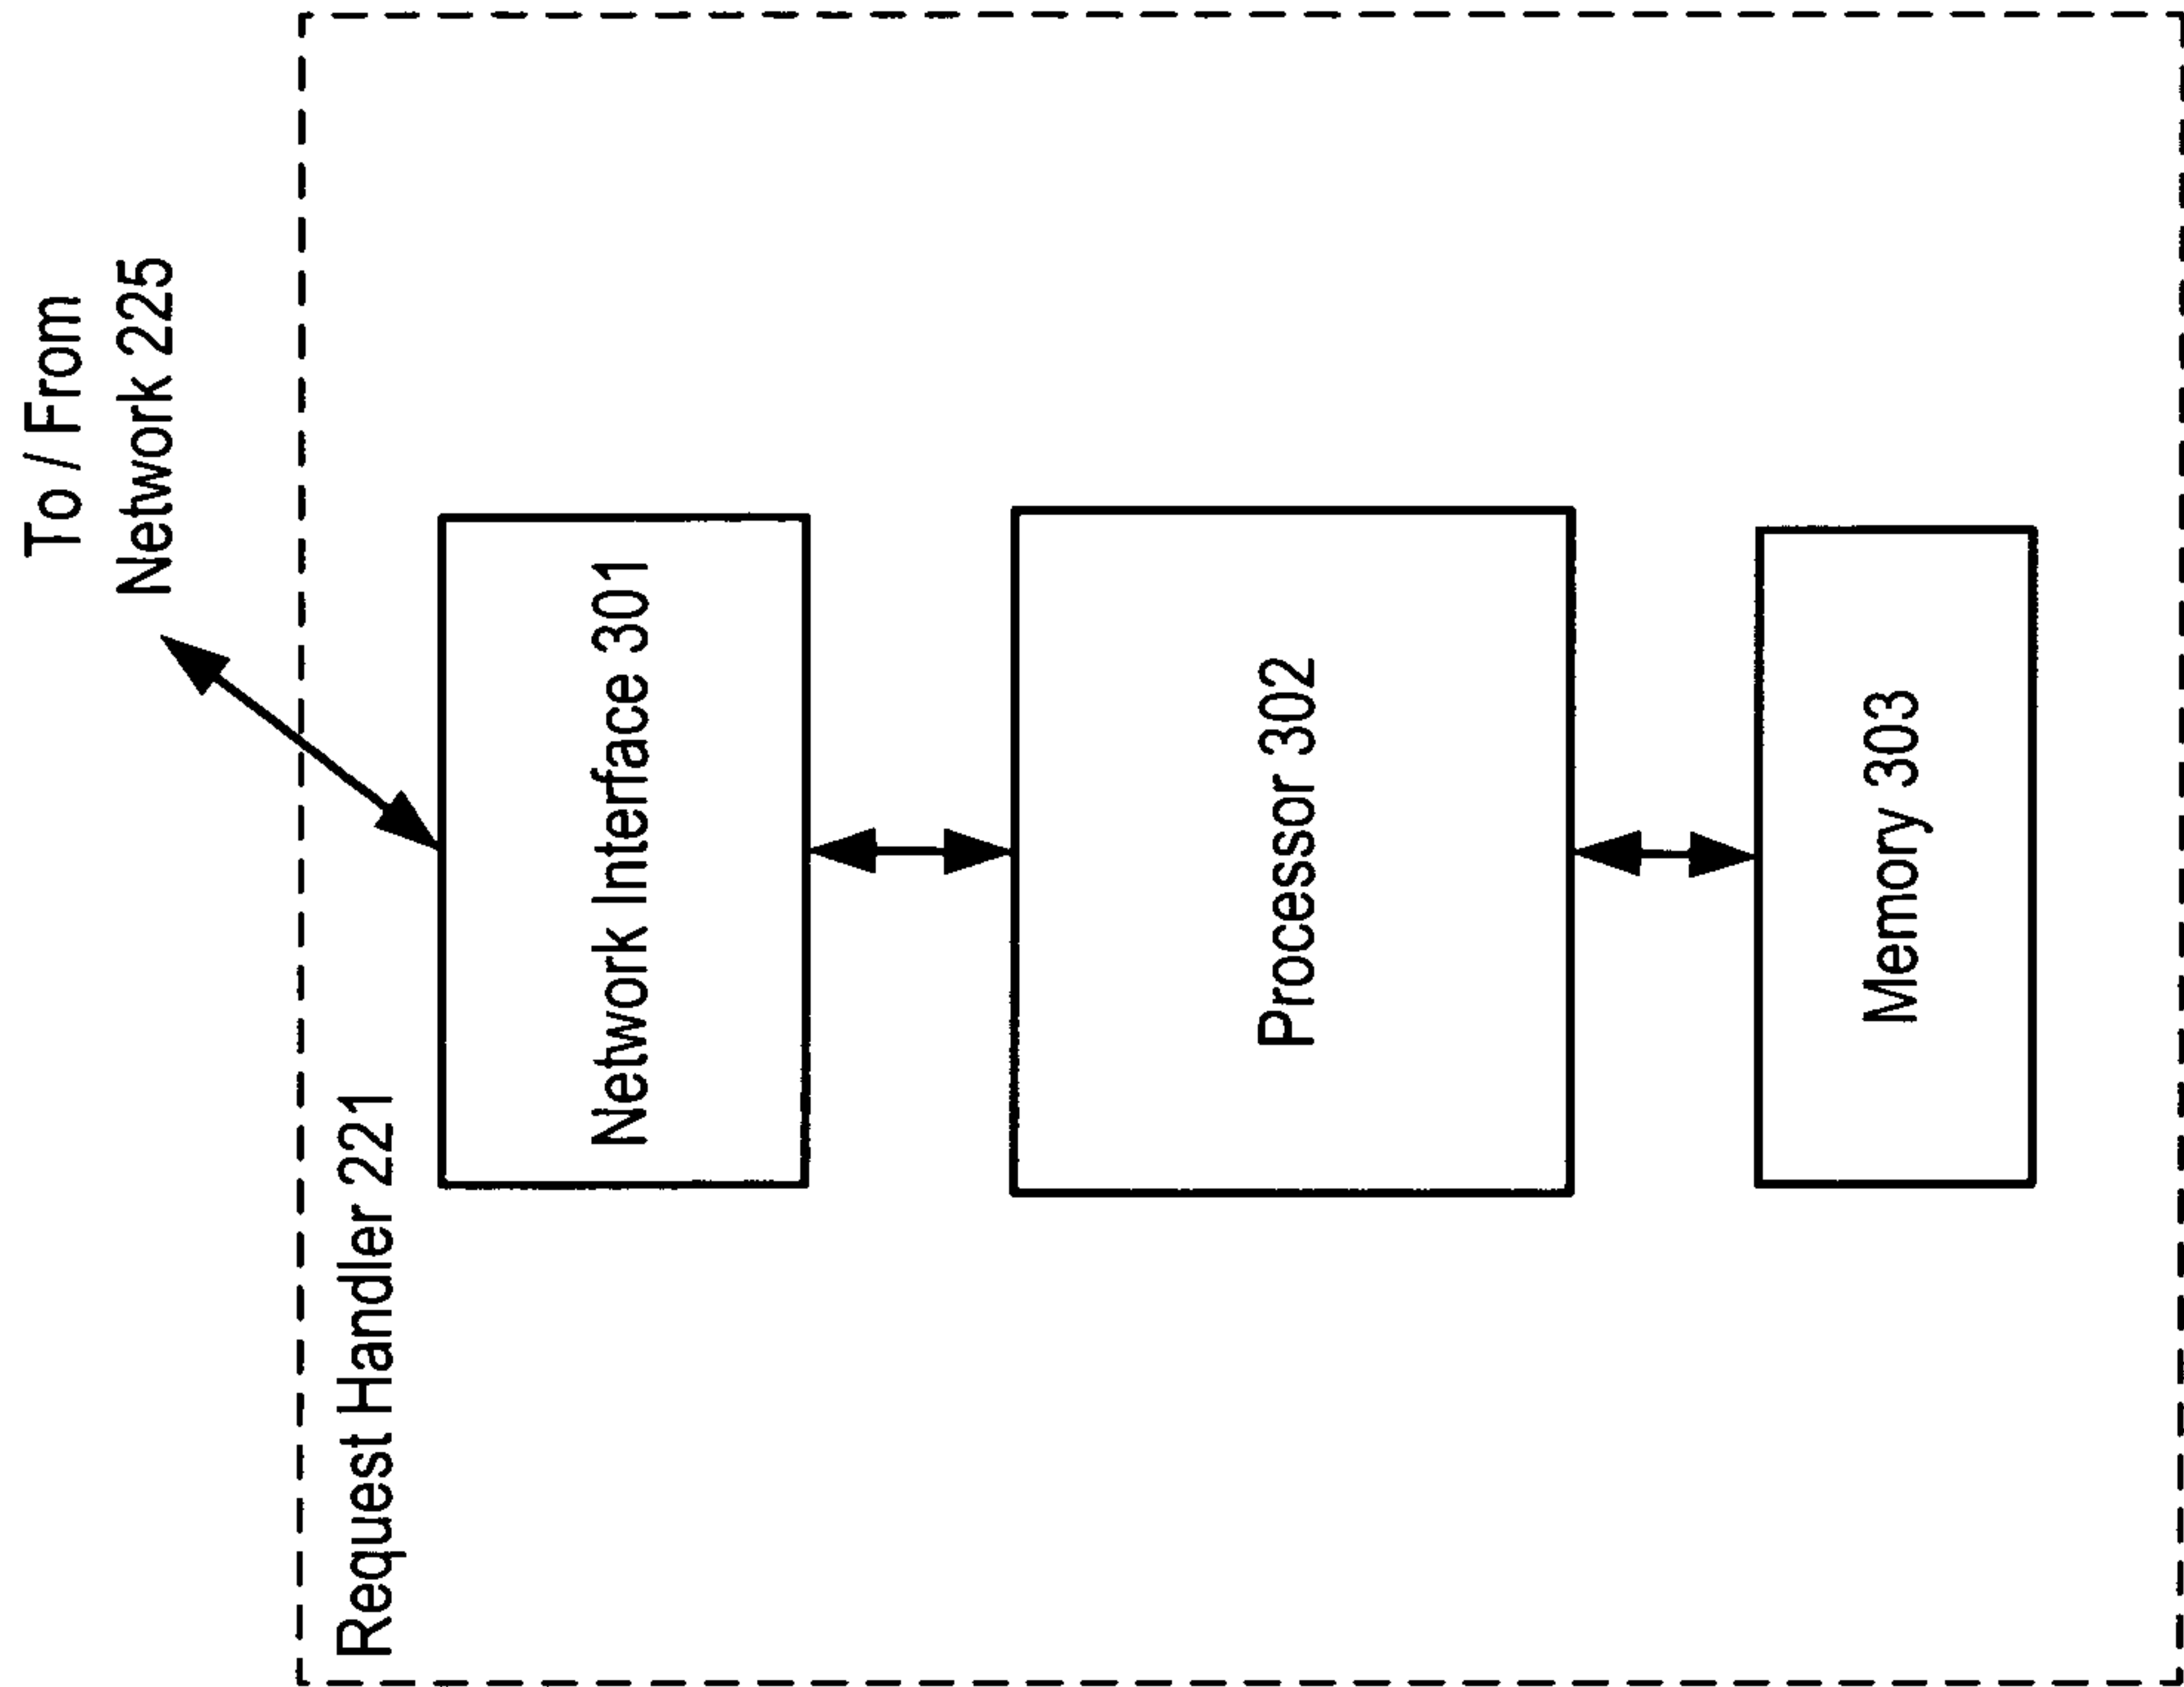 To / From
Network 225
Request Handler 221
Network Interface 301
Processor 302
Memory 303